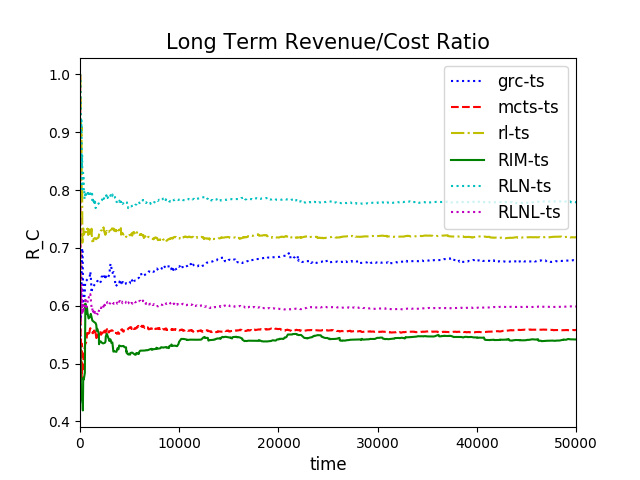 Long Term Revenue/Cost Ratio
1.0
0.9
0.8
0.7
0.6
0.5
0.4
R_C
0
10000
20000
30000
40000
50000
time
grc-ts
mcts-ts
rl-ts
RIM-ts
RLN-ts
RLNL-ts